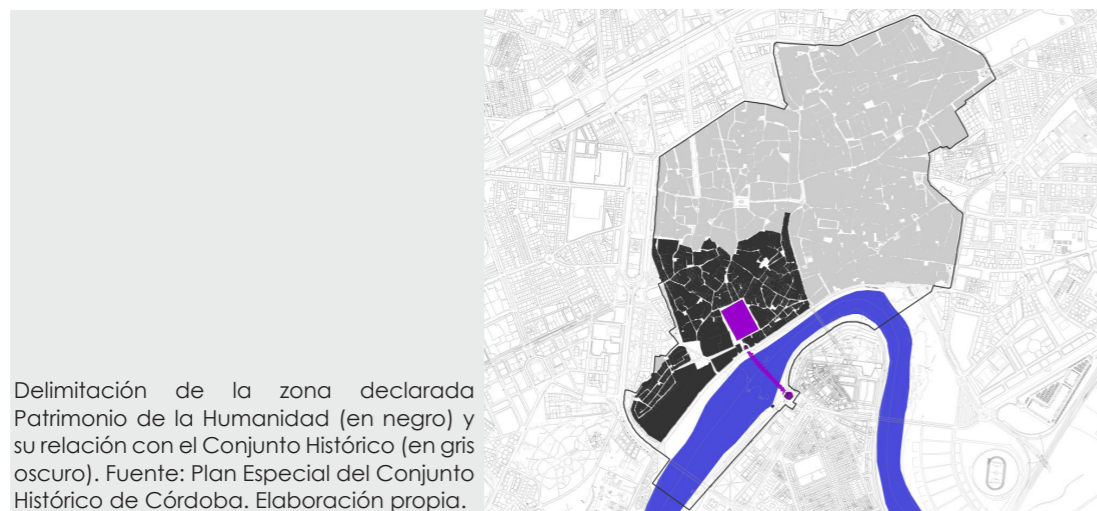 Delimitación de la zona declarada
Patrimonio de la Humanidad (en negro) y
su relación con el Conjunto Histórico (en gris
oscuro). Fuente: Plan Especial del Conjunto
Histórico de Córdoba. Elaboración propia.